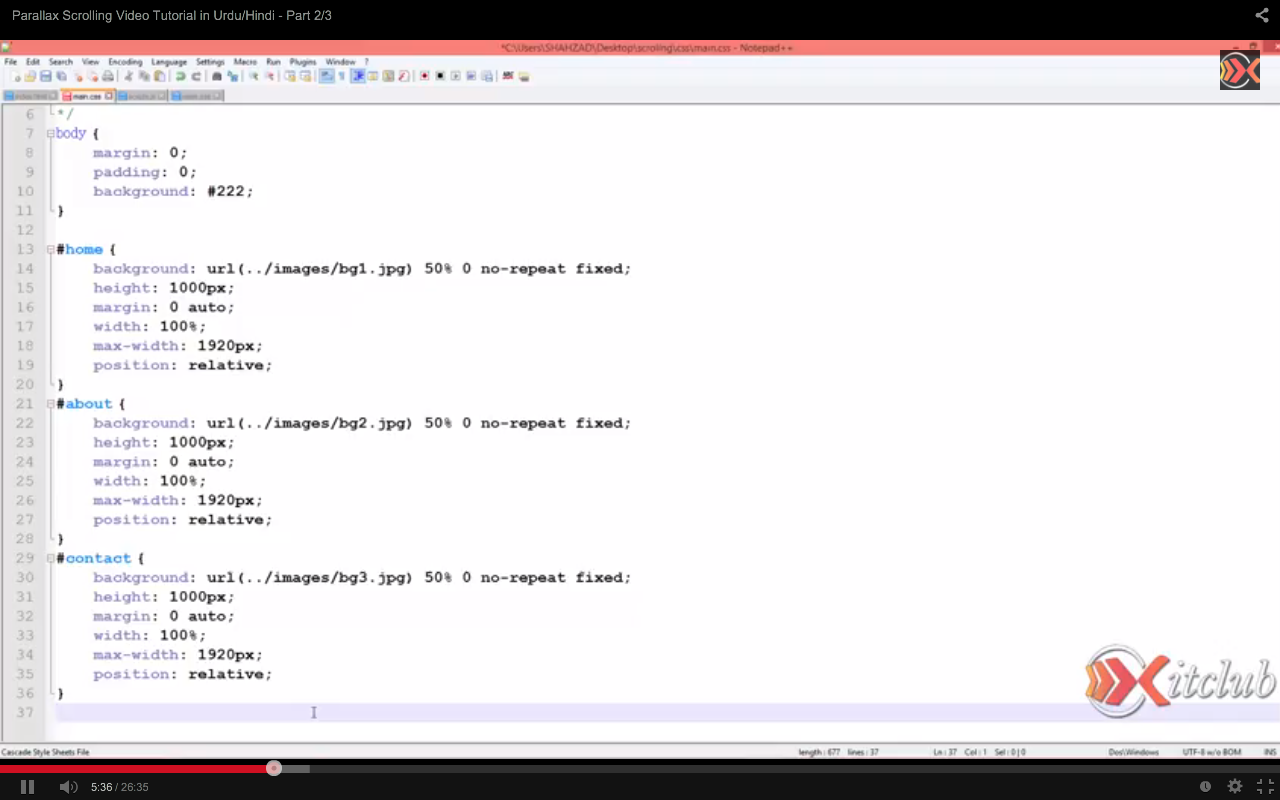 Parallax Scrolling Video Tutorial in Urdu/Hindi - Part 2/3
*C:\Users\SHAHZAD\Desktop\scroling\css\main.css - Notepad++
File Edit Search View Encoding Language Settings Macro Run Plugins Window ?
main.css
6 */
7 body {
8 margin: 0;
9 padding: 0;
10 background: #222;
11 }
12
13 #home {
14 background: url(../images/bg1.jpg) 50% 0 no-repeat fixed;
15 height: 1000px;
16 margin: 0 auto;
17 width: 100%;
18 max-width: 1920px;
19 position: relative;
20 }
21 #about {
22 background: url(../images/bg2.jpg) 50% 0 no-repeat fixed;
23 height: 1000px;
24 margin: 0 auto;
25 width: 100%;
26 max-width: 1920px;
27 position: relative;
28 }
29 #contact {
30 background: url(../images/bg3.jpg) 50% 0 no-repeat fixed;
31 height: 1000px;
32 margin: 0 auto;
33 width: 100%;
34 max-width: 1920px;
35 position: relative;
36 }
37
itclub
Cascade Style Sheets File length : 677 lines : 37 Ln : 37 Col : 1 Sel : 0 | 0 Dos\Windows UTF-8 w/o BOM INS
5:36 / 26:35